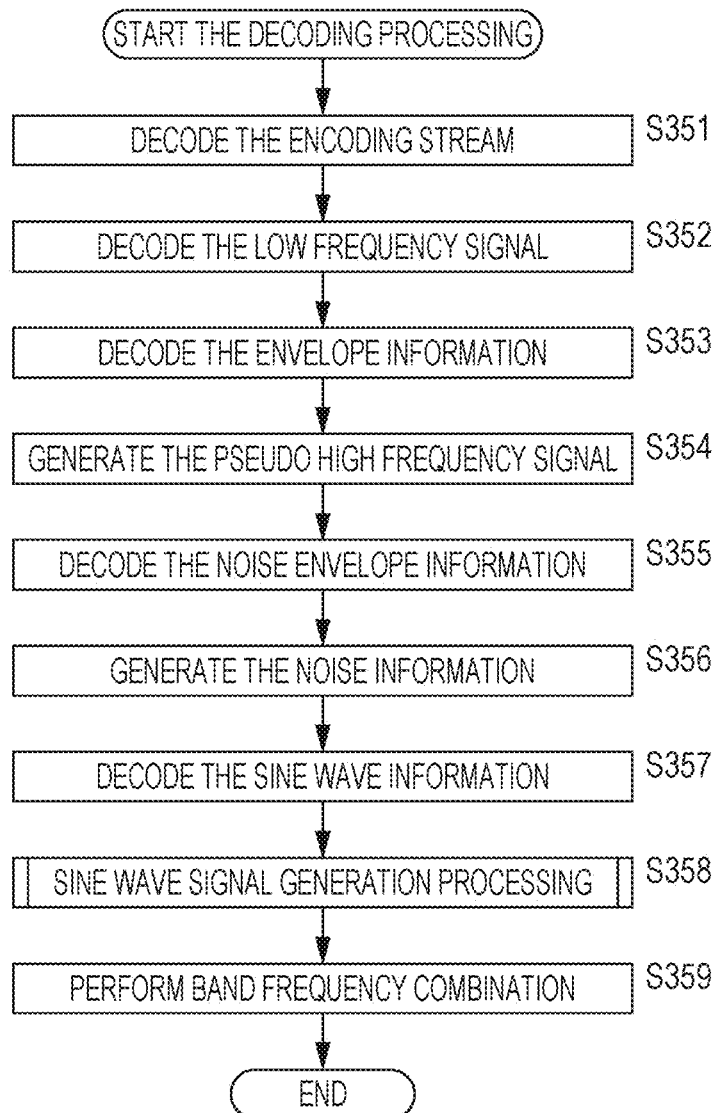 START THE DECODING PROCESSING
DECODE THE ENCODING STREAM S351
DECODE THE LOW FREQUENCY SIGNAL S352
DECODE THE ENVELOPE INFORMATION S353
GENERATE THE PSEUDO HIGH FREQUENCY SIGNAL S354
DECODE THE NOISE ENVELOPE INFORMATION S355
GENERATE THE NOISE INFORMATION S356
DECODE THE SINE WAVE INFORMATION S357
SINE WAVE SIGNAL GENERATION PROCESSING S358
PERFORM BAND FREQUENCY COMBINATION S359
END